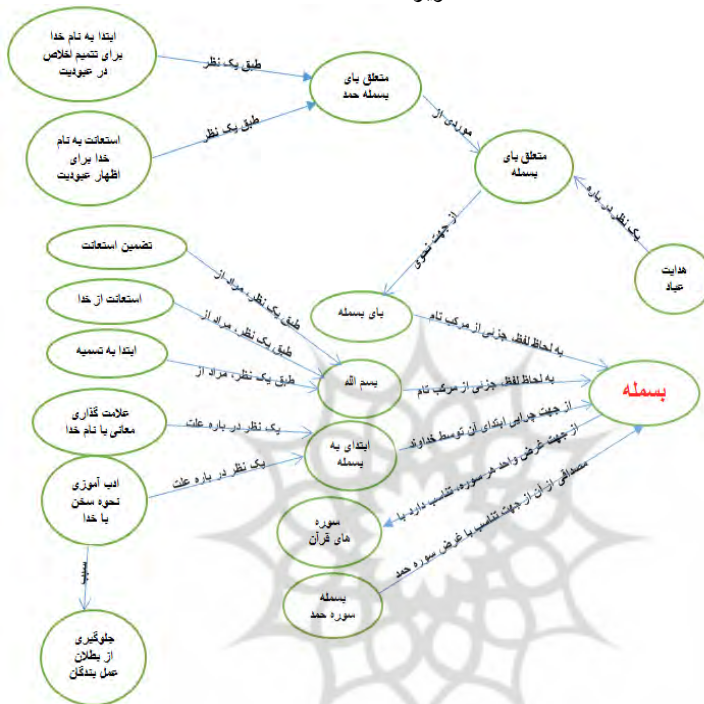 ابتدا به نام خدا
برای تتمیم اخلاص
در عبودیت
طبق یک نظر
متعلق بای
بسمله حمد
طبق یک نظر
استعانت به نام
خدا برای
اظهار عبودیت
موردی از
متعلق بای
بسمله
یک نظر در باره
هدایت
عباد
از جهت نحوی
تضمین استعانت
طبق یک نظر، مراد از
استعانت از خدا
طبق یک نظر، مراد از
ابتدا به تسمیه
طبق یک نظر، مراد از
بای بسمله
به لحاظ لفظ، جزئی از مرکب تام
بسم الله
به لحاظ لفظ، جزئی از مرکب تام
بسمله
علامت گذاری
معانی با نام خدا
یک نظر در باره علت
ابتدای به
بسمله
از جهت چرایی ابتدای آن توسط خداوند
ادب آموزی
نحوه سخن
با خدا
یک نظر در باره علت
از جهت غرض واحد هر سوره، تناسب دارد با
سوره
های قرآن
بسمله
سوره حمد
مصداقی از آن از جهت تناسب با غرض سوره حمد
سبب
جلوگیری
از بطلان
عمل بندگان